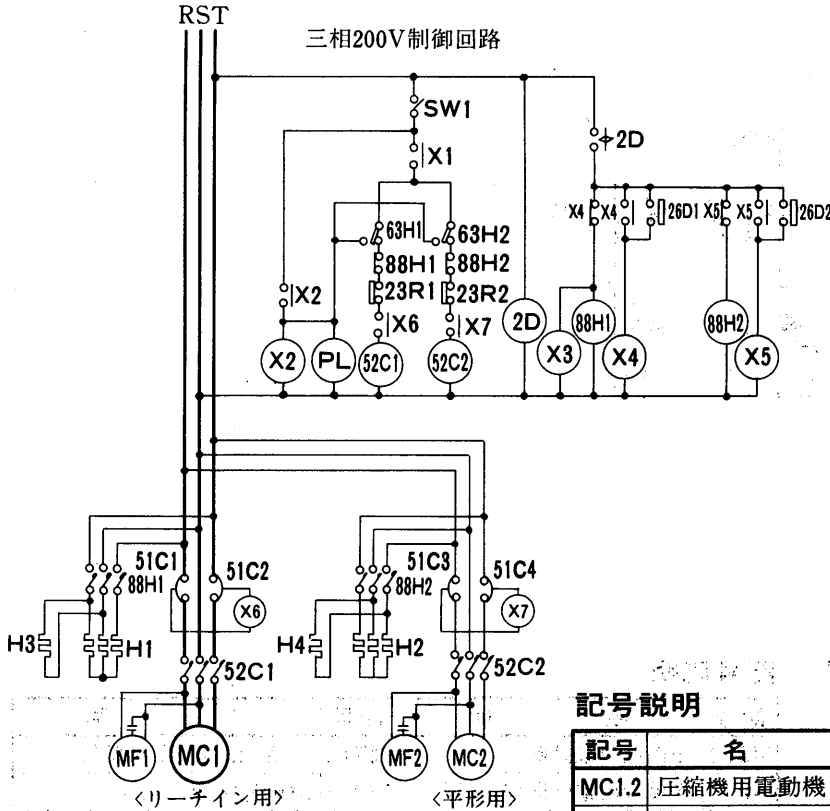 RST
三相200V制御回路
SW1
X1
2D
X4
X4
26D1
X5
X5
26D2
63H1
63H2
88H1
88H2
23R1
23R2
X2
X6
X7
X2
PL
52C1
52C2
2D
X3
88H1
X4
88H2
X5
51C1
51C2
88H1
X6
51C3
51C4
88H2
X7
H3
H1
52C1
H4
H2
52C2
MF1
MC1
MF2
MC2
〈リーチイン用〉
〈平形用〉
記号説明
記号
名
MC1.2
圧縮機用電動機